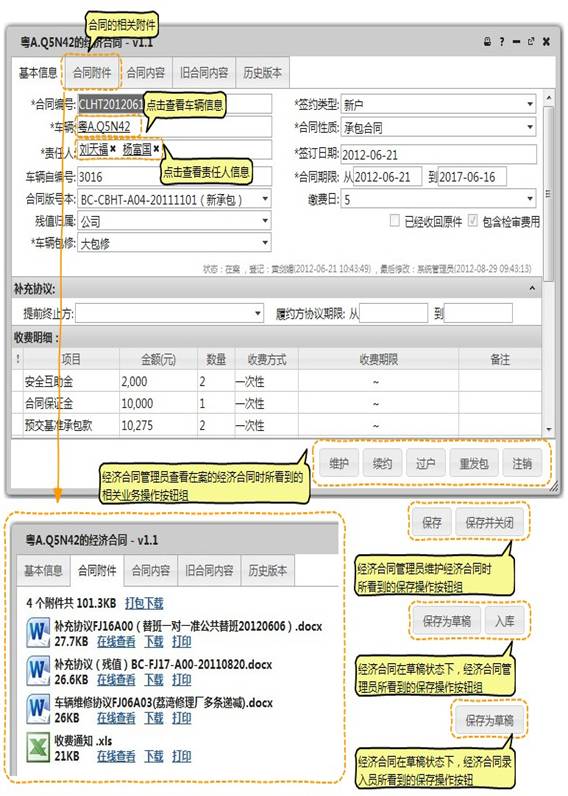 合同的相关附件
粤A.Q5N42的经济合同 - v1.1
基本信息 合同附件 合同内容 旧合同内容 历史版本
*合同编号: CLHT201206 *签约类型: 新户
点击查看车辆信息
*车辆: 粤A.Q5N42 *合同性质: 承包合同
*责任人: 刘天福 杨富国 *签订日期: 2012-06-21
点击查看责任人信息
车辆自编号: 3016 *合同期限: 从 2012-06-21 到 2017-06-16
合同版号本: BC-CBHT-A04-20111101（新承包） 缴费日: 5
残值归属: 公司 已经收回原件 包含检审费用
*车辆包修: 大包修
状态：在案，登记：黄剑嫦(2012-06-21 10:43:49)，最后修改：系统管理员(2012-08-29 09:43:13)
补充协议:
提前终止方: 履约方协议期限: 从 到
收费明细：
! 项目 金额(元) 数量 收费方式 收费期限 备注
安全互助金 2,000 2 一次性 ~
合同保证金 10,000 1 一次性 ~
预交基准承包款 10,275 2 一次性 ~
维护 续约 过户 重发包 注销
经济合同管理员查看在案的经济合同时所看到的
相关业务操作按钮组
保存 保存并关闭
经济合同管理员维护经济合同时
所看到的保存操作按钮组
保存为草稿 入库
经济合同在草稿状态下，经济合同管
理员所看到的保存操作按钮组
保存为草稿
经济合同在草稿状态下，经济合同录
入员所看到的保存操作按钮
粤A.Q5N42的经济合同 - v1.1
基本信息 合同附件 合同内容 旧合同内容 历史版本
4 个附件共 101.3KB 打包下载
补充协议FJ16A00（替班一对一准公共替班20120606）.docx
27.7KB 在线查看 下载 打印
补充协议（残值）BC-FJ17-A00-20110820.docx
26.6KB 在线查看 下载 打印
车辆维修协议FJ06A03(荔湾修理厂多条递减).docx
26KB 在线查看 下载 打印
收费通知 .xls
21KB 在线查看 下载 打印